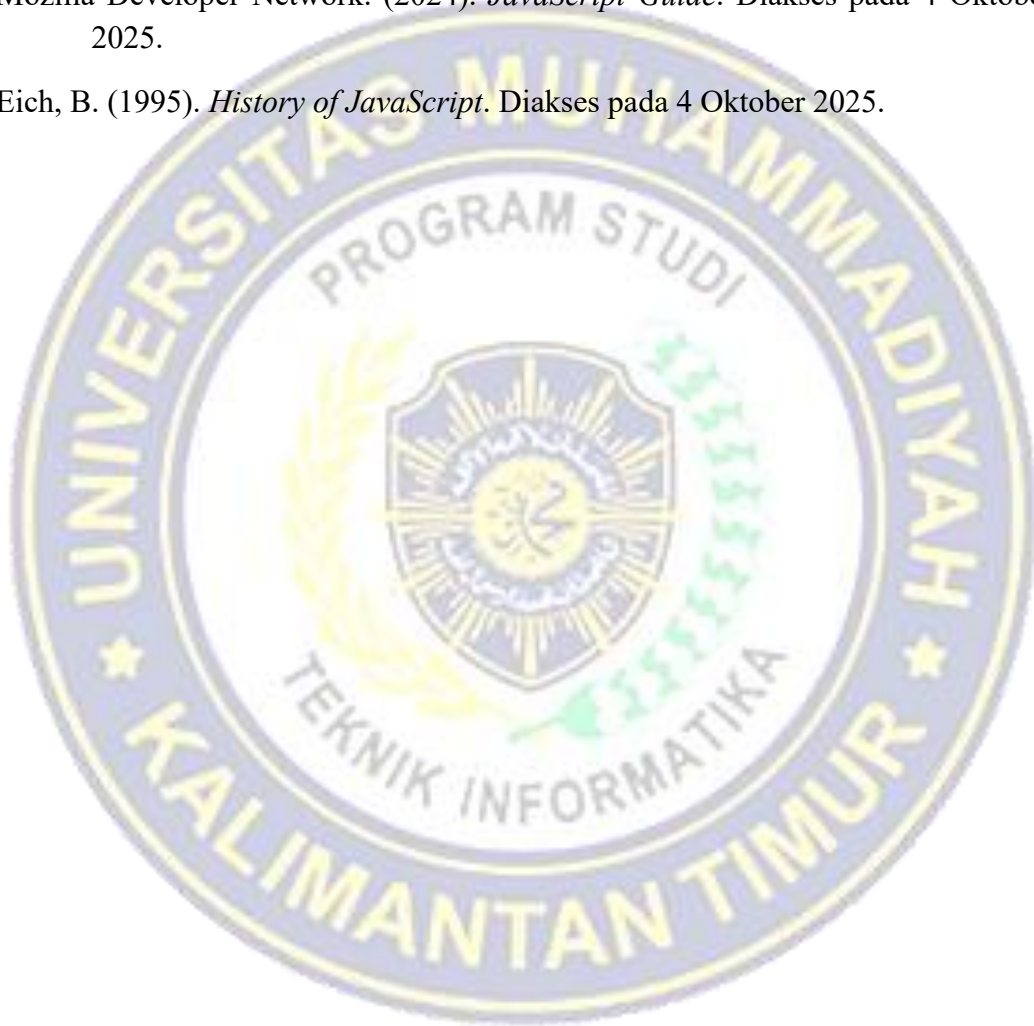 Mozilla Developer Network. (2024). JavaScript Guide. Diakses pada 4 Oktober
2025.
Eich, B. (1995). History of JavaScript. Diakses pada 4 Oktober 2025.
UNIVERSITAS MUHAMMADIYAH
PROGRAM STUDI
TEKNIK INFORMATIKA
KALIMANTAN TIMUR